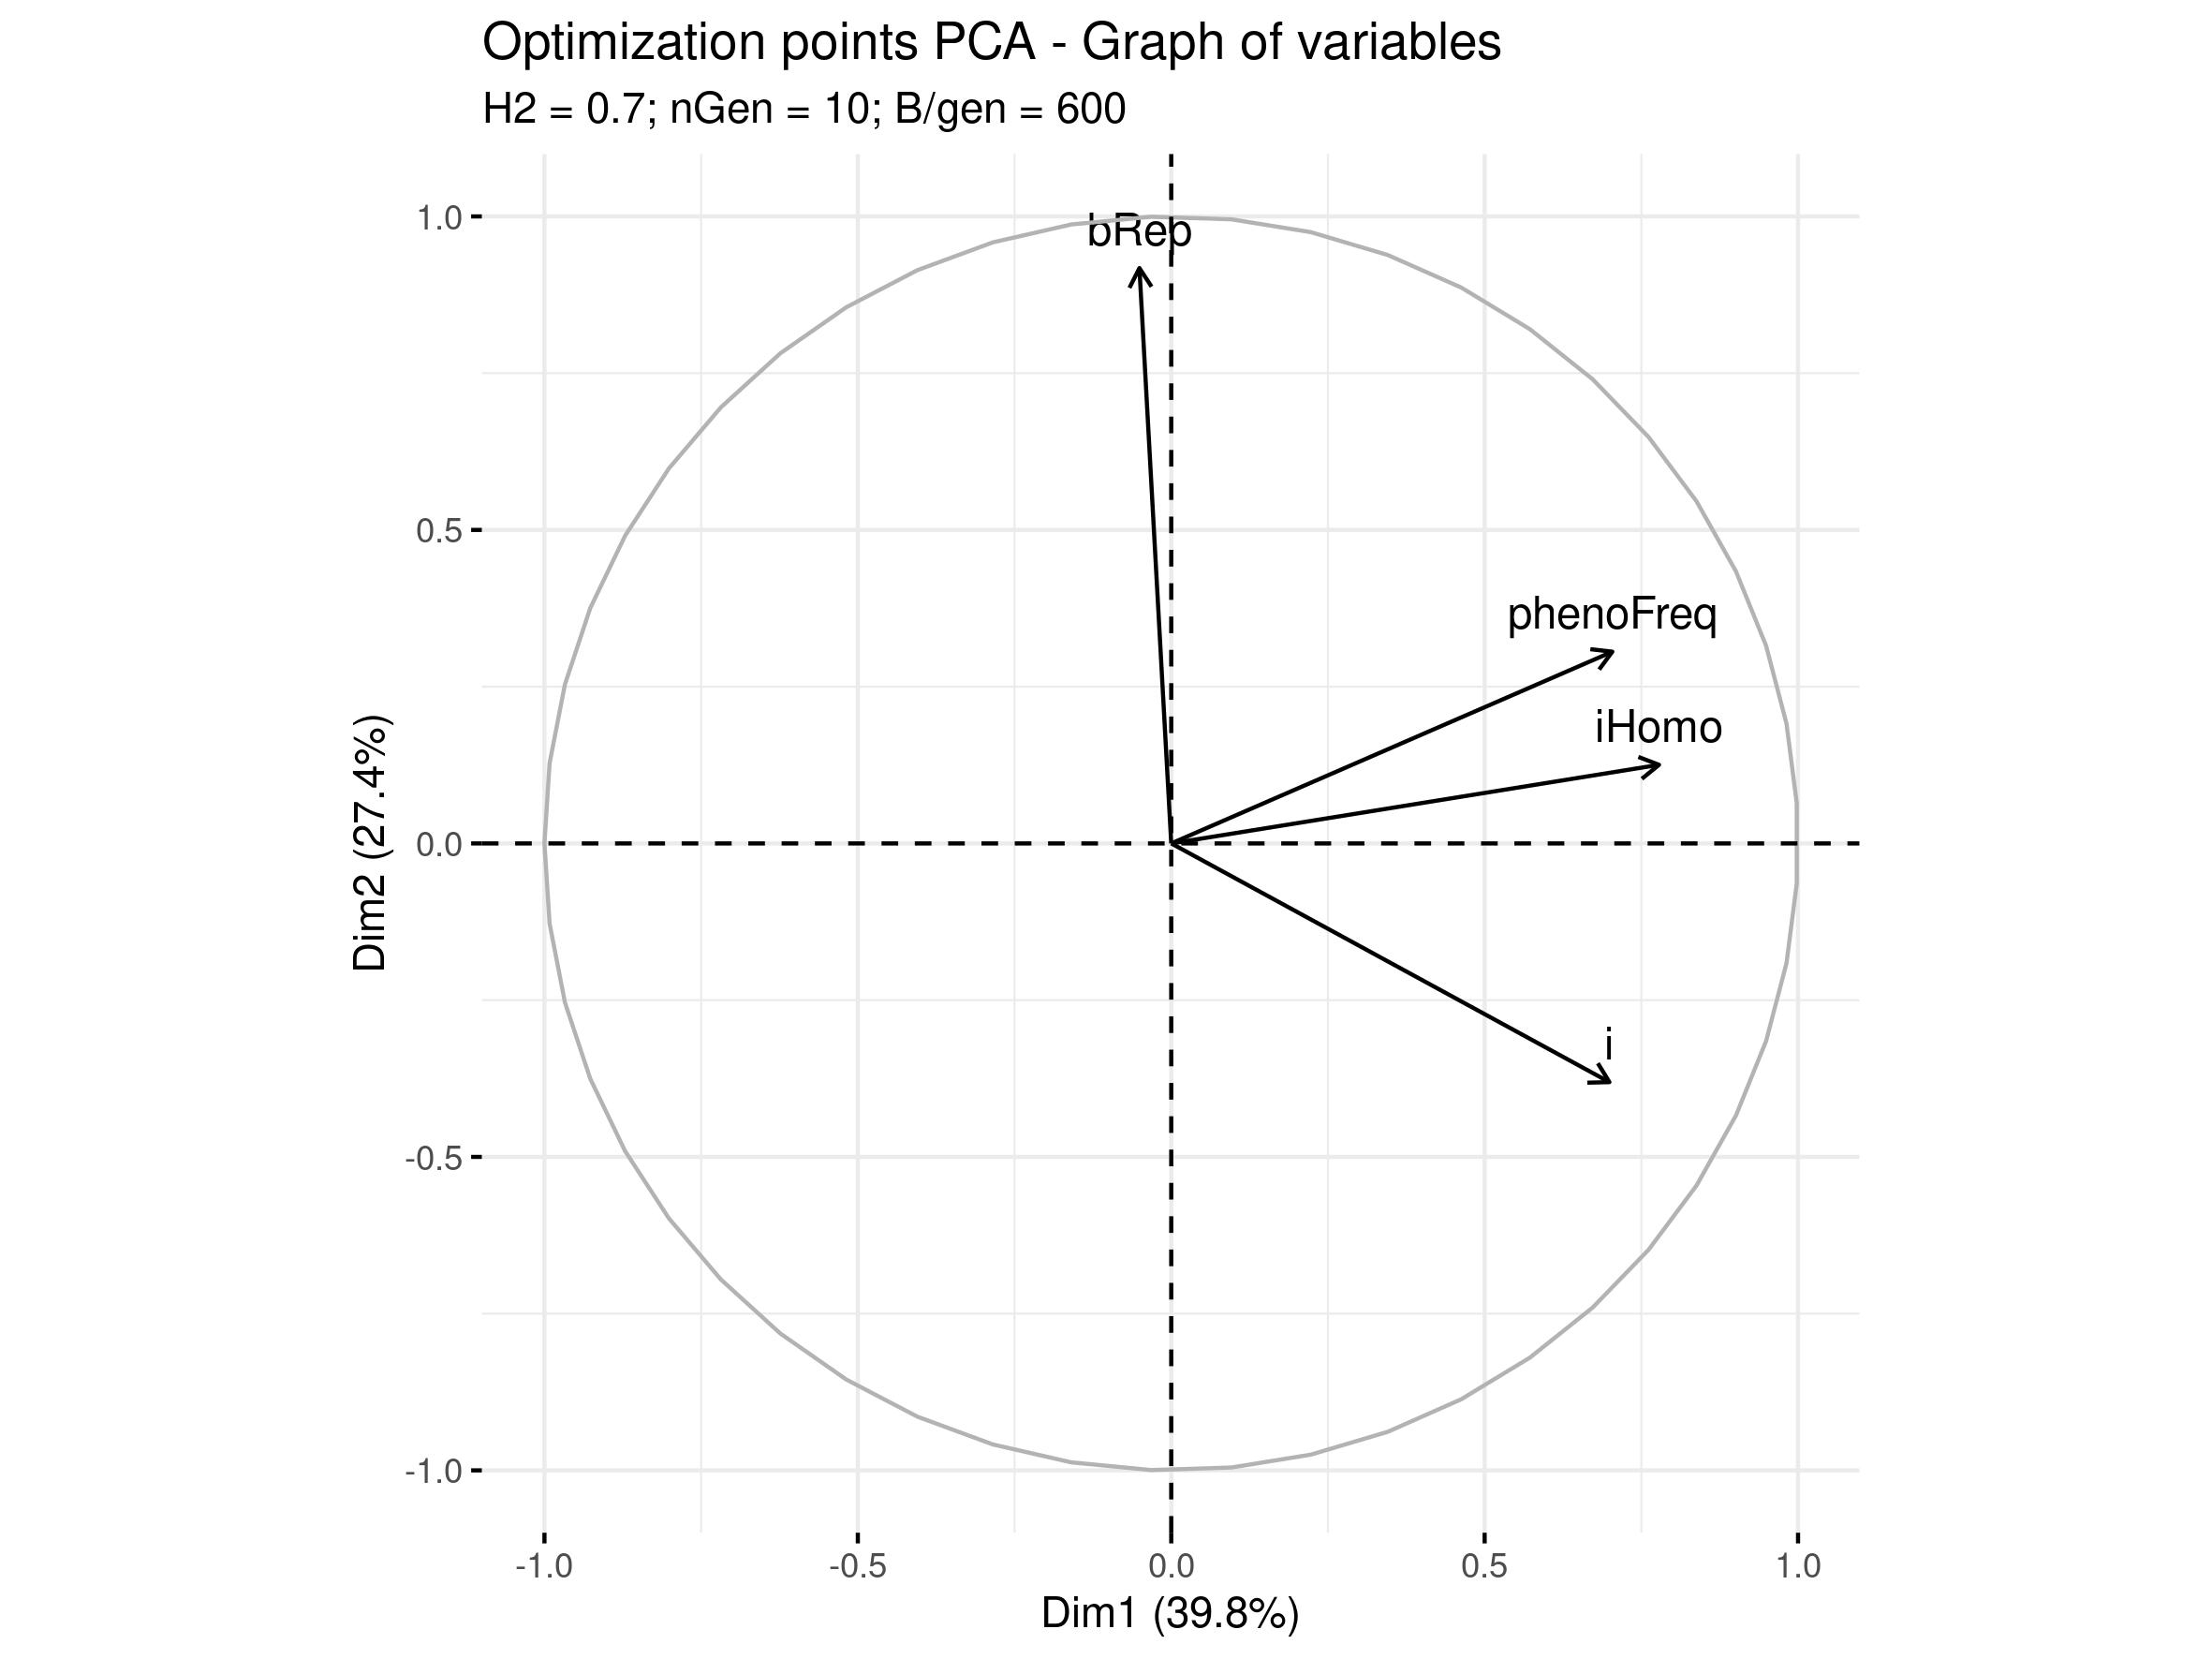 Optimization points PCA - Graph of variables
H2 = 0.7; nGen = 10; B/gen = 600
1.0
0.5
0.0
-0.5
-1.0
Dim2 (27.4%)
bRep
phenoFreq
iHomo
i
-1.0
-0.5
0.0
0.5
1.0
Dim1 (39.8%)